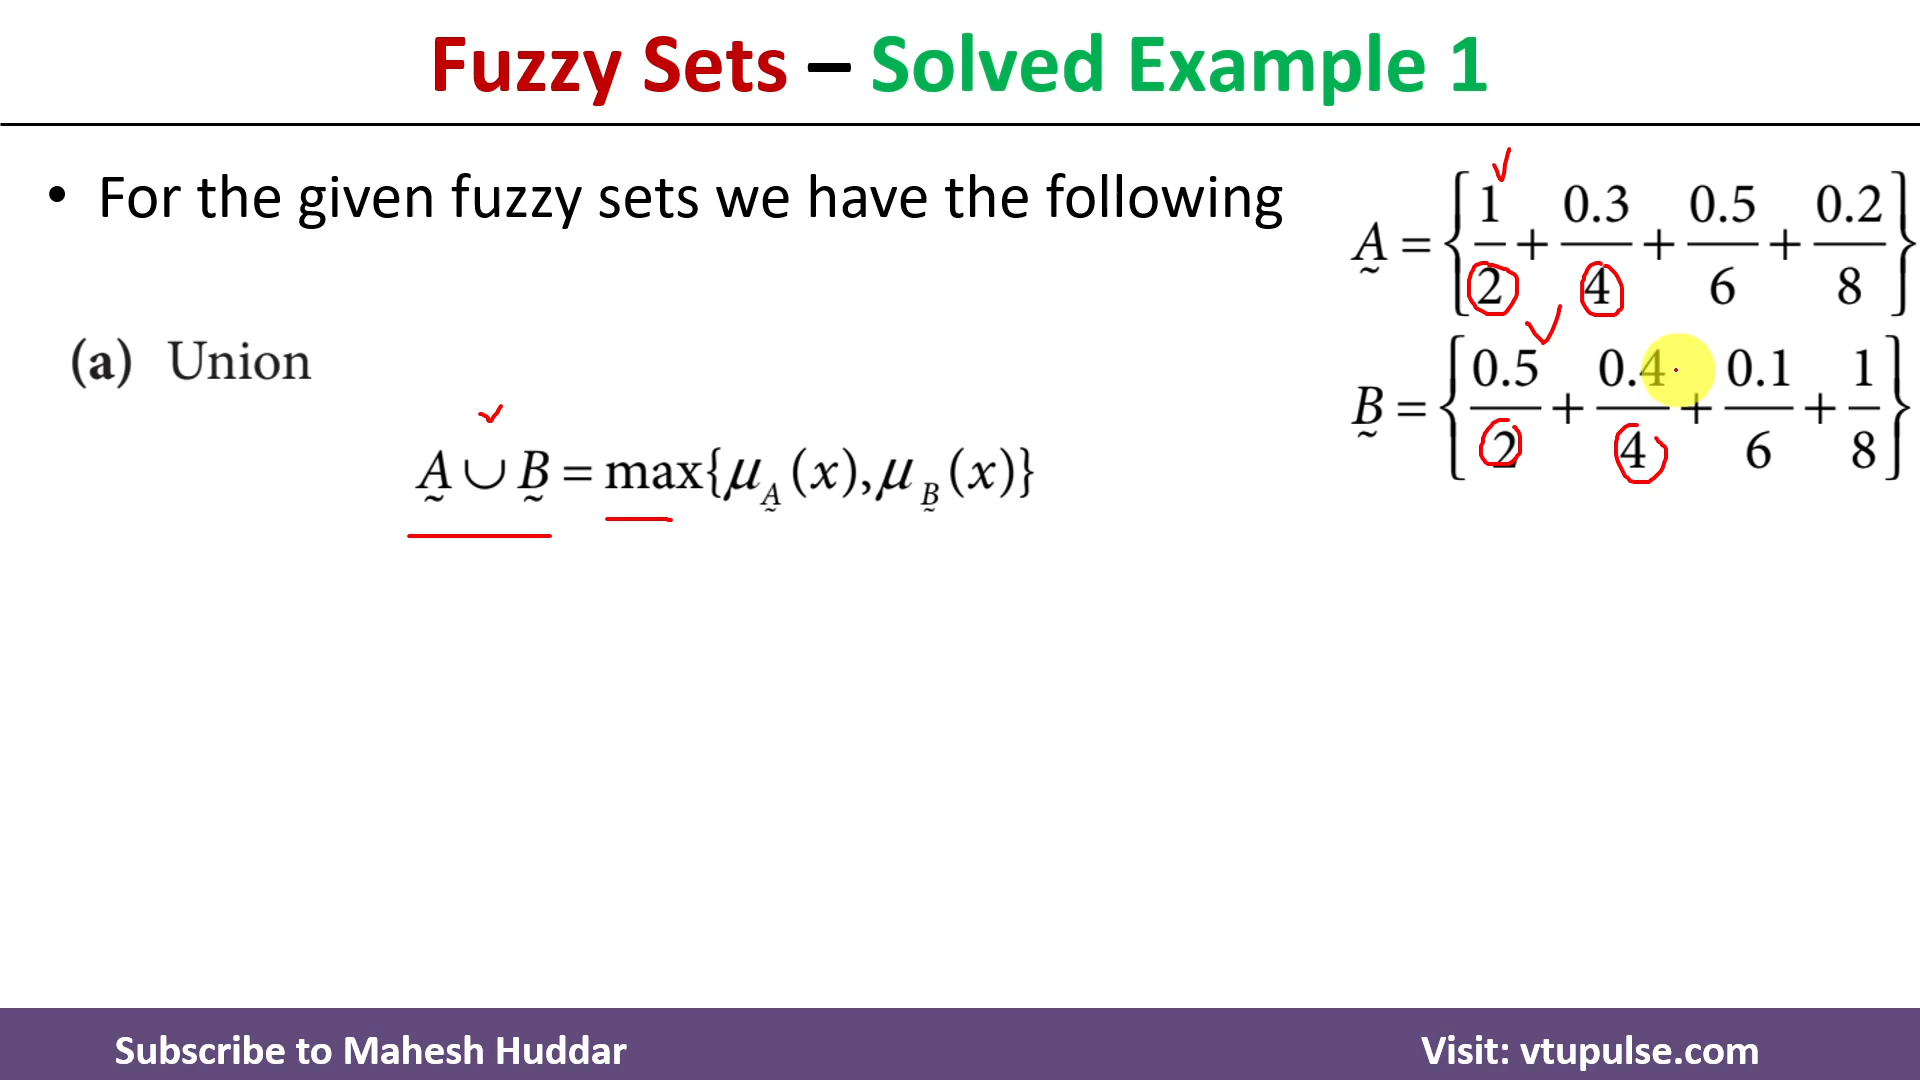 Fuzzy Sets – Solved Example 1
• For the given fuzzy sets we have the following
A = {1/2 + 0.3/4 + 0.5/6 + 0.2/8}
B = {0.5/2 + 0.4/4 + 0.1/6 + 1/8}
(a) Union
A ∪ B = max{μ_A(x), μ_B(x)}
Subscribe to Mahesh Huddar
Visit: vtupulse.com